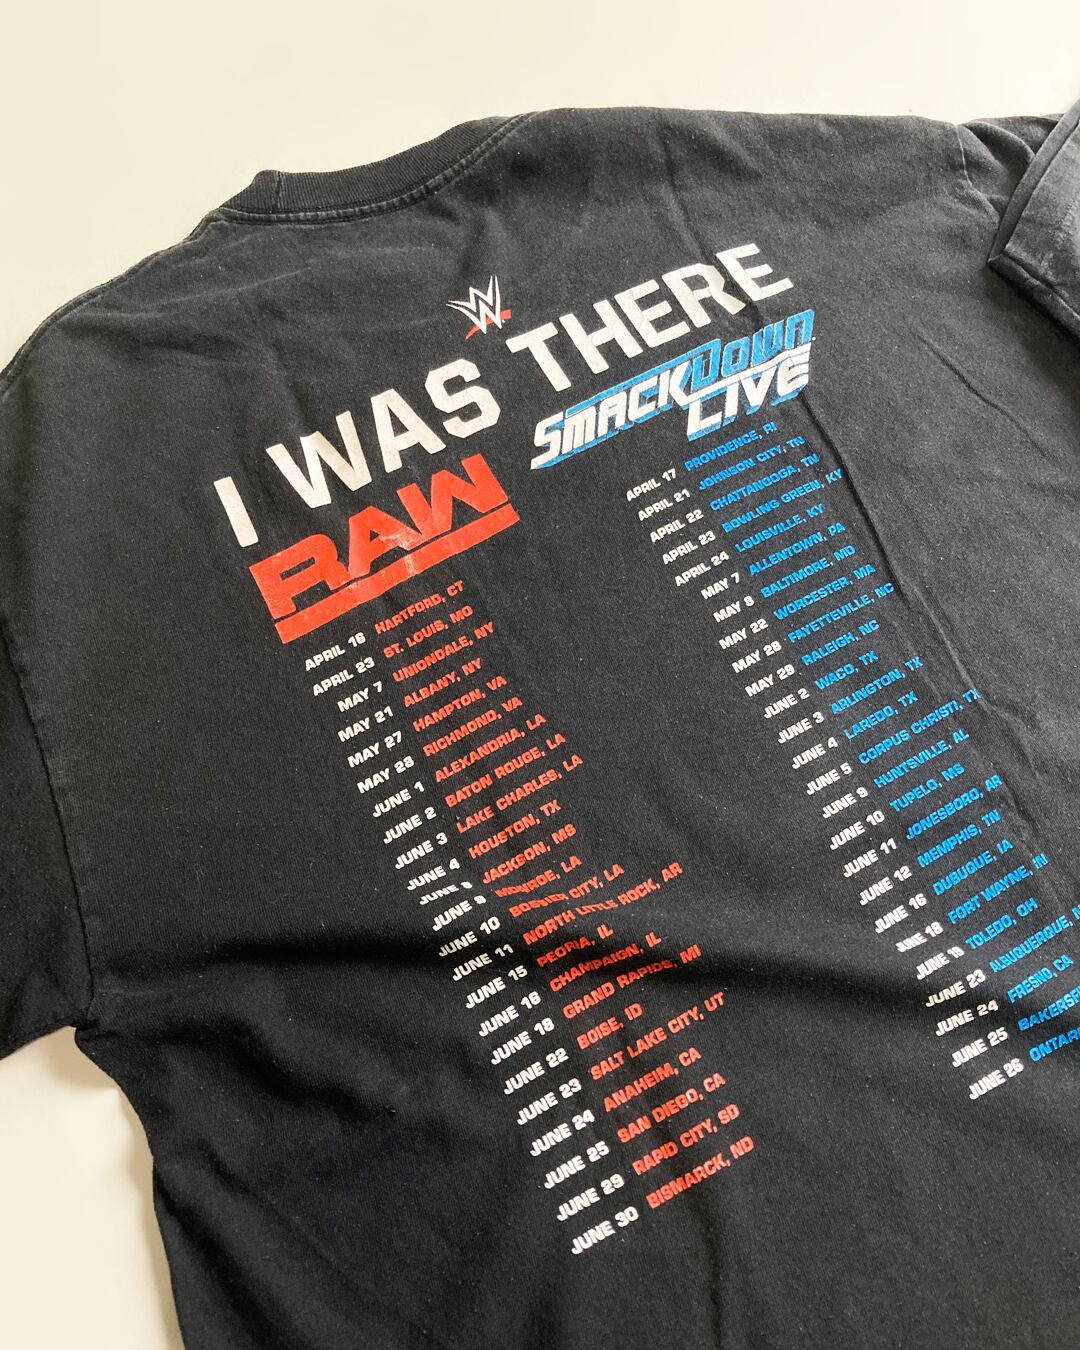 W
I WAS THERE
RAW
APRIL 16 HARTFORD, CT
APRIL 23 ST. LOUIS, MO
MAY 7 UNIONDALE, NY
MAY 21 ALBANY, NY
MAY 27 HAMPTON, VA
MAY 28 RICHMOND, VA
JUNE 1 ALEXANDRIA, LA
JUNE 2 BATON ROUGE, LA
JUNE 3 LAKE CHARLES, LA
JUNE 4 HOUSTON, TX
JUNE 8 JACKSON, MS
JUNE 9 MONROE, LA
JUNE 10 BOSSIER CITY, LA
JUNE 11 NORTH LITTLE ROCK, AR
JUNE 15 PEORIA, IL
JUNE 16 CHAMPAIGN, IL
JUNE 18 GRAND RAPIDS, MI
JUNE 22 BOISE, ID
JUNE 23 SALT LAKE CITY, UT
JUNE 24 ANAHEIM, CA
JUNE 25 SAN DIEGO, CA
JUNE 29 RAPID CITY, SD
JUNE 30 BISMARCK, ND
SMACKDOWN
LIVE
APRIL 17 PROVIDENCE, RI
APRIL 21 JOHNSON CITY, TN
APRIL 22 CHATTANOOGA, TN
APRIL 23 BOWLING GREEN, KY
APRIL 24 LOUISVILLE, KY
MAY 7 ALLENTOWN, PA
MAY 8 BALTIMORE, MD
MAY 22 WORCESTER, MA
MAY 28 FAYETTEVILLE, NC
MAY 29 RALEIGH, NC
JUNE 2 WACO, TX
JUNE 3 ARLINGTON, TX
JUNE 4 LAREDO, TX
JUNE 5 CORPUS CHRISTI, TX
JUNE 9 HUNTSVILLE, AL
JUNE 10 TUPELO, MS
JUNE 11 JONESBORO, AR
JUNE 12 MEMPHIS, TN
JUNE 16 DUBUQUE, IA
JUNE 18 FORT WAYNE, IN
JUNE 19 TOLEDO, OH
JUNE 23 ALBUQUERQUE,
JUNE 24 FRESNO, CA
JUNE 25
JUNE 26